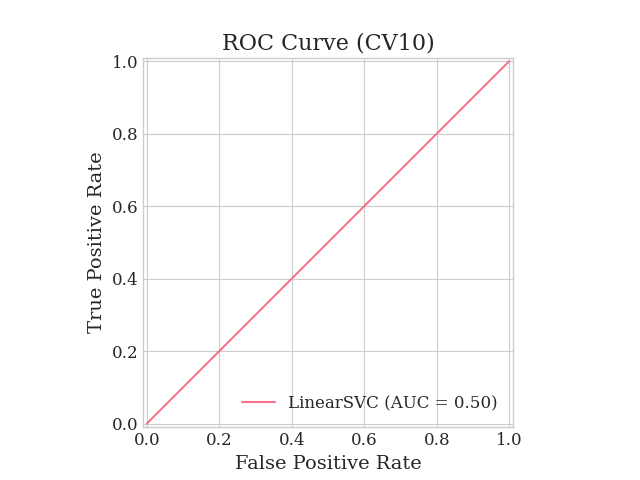 ROC Curve (CV10)
1.0
0.8
0.6
0.4
0.2
0.0
True Positive Rate
LinearSVC (AUC = 0.50)
0.0 0.2 0.4 0.6 0.8 1.0
False Positive Rate